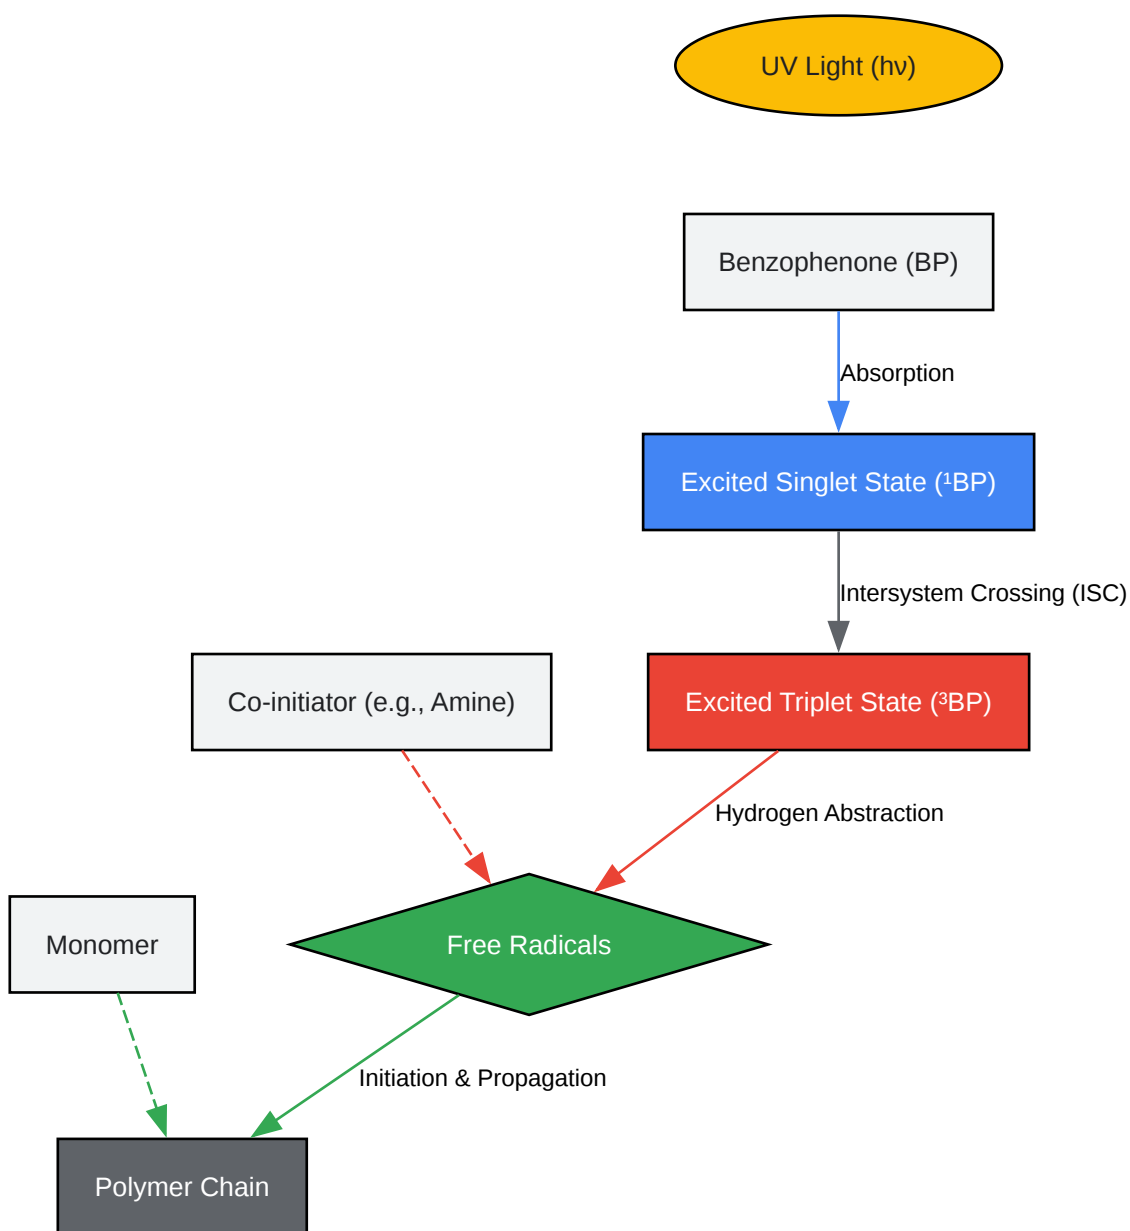 UV Light (hν)
Benzophenone (BP)
Absorption
Excited Singlet State (¹BP)
Intersystem Crossing (ISC)
Co-initiator (e.g., Amine)
Excited Triplet State (³BP)
Hydrogen Abstraction
Monomer
Free Radicals
Initiation & Propagation
Polymer Chain